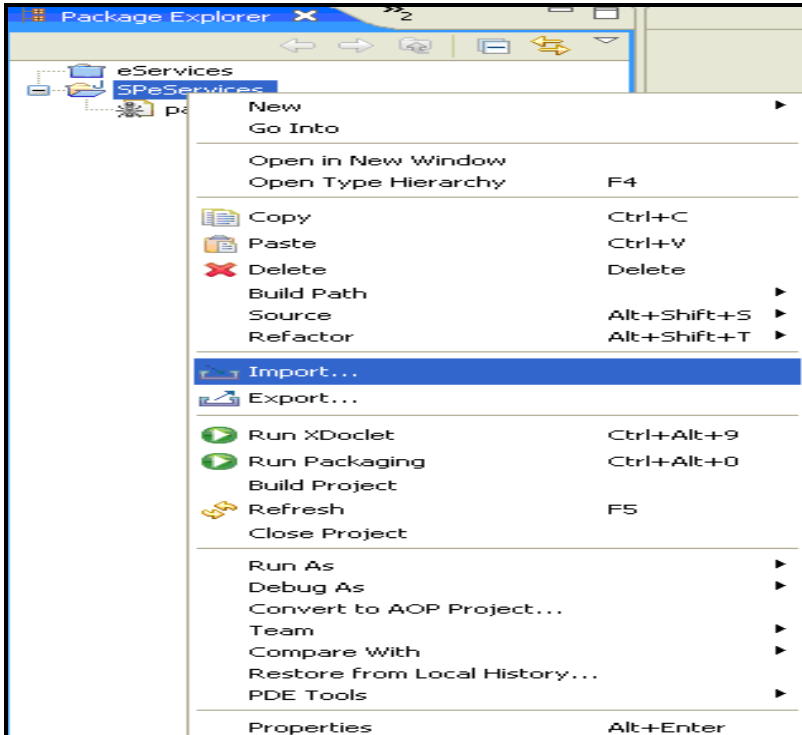 Package Explorer
»2
eServices
SPeServices
pa
New
Go Into
Open in New Window
Open Type Hierarchy F4
Copy Ctrl+C
Paste Ctrl+V
Delete Delete
Build Path
Source Alt+Shift+S
Refactor Alt+Shift+T
Import...
Export...
Run XDoclet Ctrl+Alt+9
Run Packaging Ctrl+Alt+0
Build Project
Refresh F5
Close Project
Run As
Debug As
Convert to AOP Project...
Team
Compare With
Restore from Local History...
PDE Tools
Properties Alt+Enter